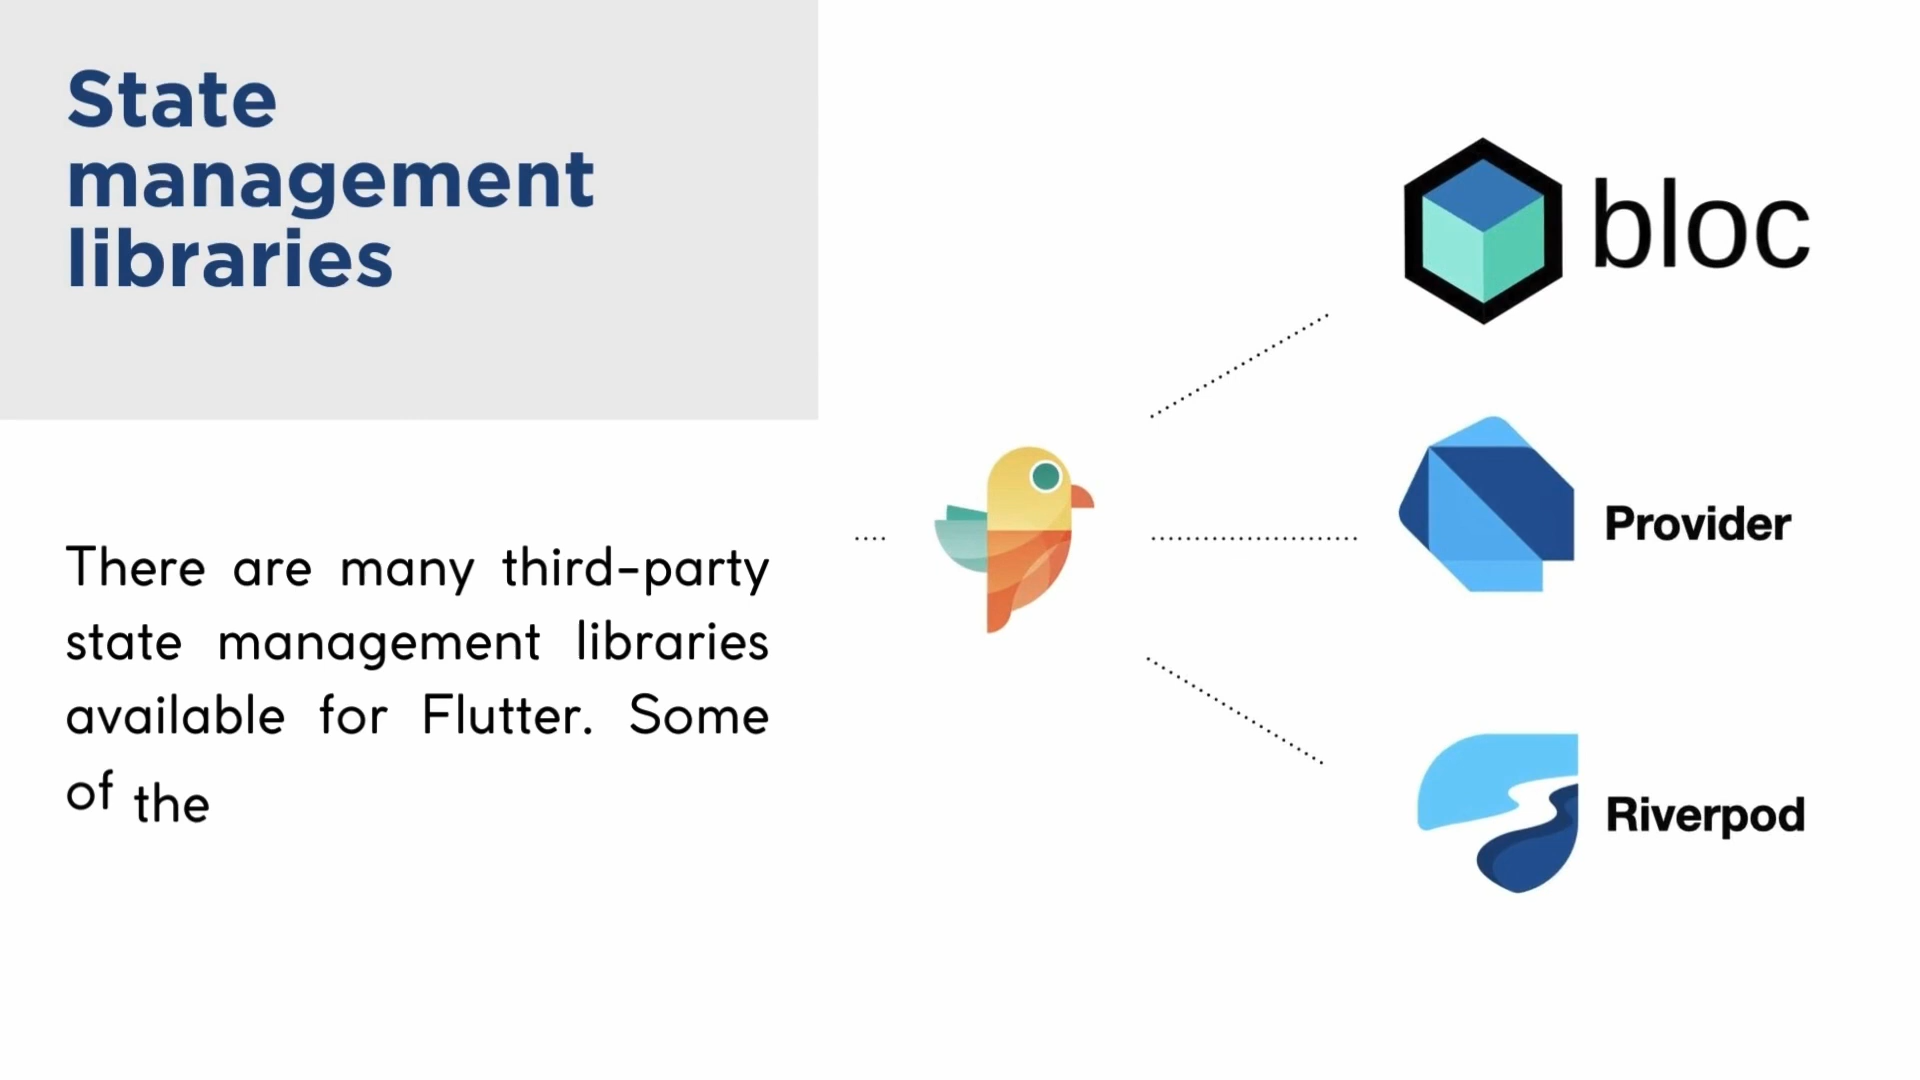 State
management
libraries
There are many third-party
state management libraries
available for Flutter. Some
of the
bloc
Provider
Riverpod